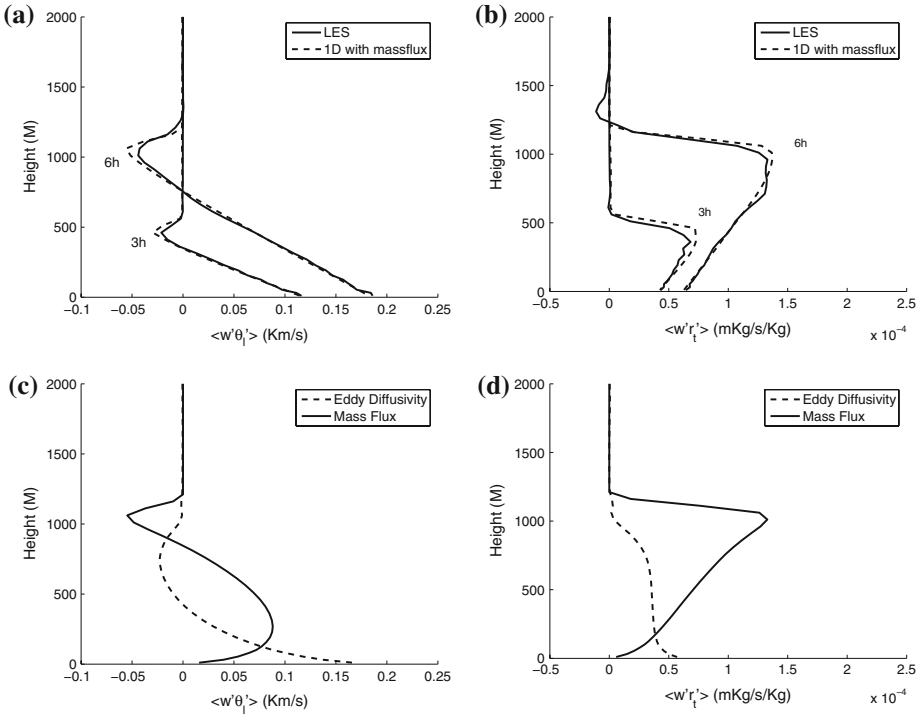 (a)
LES
1D with massflux
2000
1500
1000
500
0
Height (M)
6h
3h
−0.1
−0.05
0
0.05
0.1
0.15
0.2
0.25
<w'θl'> (Km/s)
(b)
LES
1D with massflux
2000
1500
1000
500
0
Height (M)
6h
3h
−0.5
0
0.5
1
1.5
2
2.5
<w'rt'> (mKg/s/Kg)
x 10−4
(c)
Eddy Diffusivity
Mass Flux
2000
1500
1000
500
0
Height (M)
−0.1
−0.05
0
0.05
0.1
0.15
0.2
0.25
<w'θl'> (Km/s)
(d)
Eddy Diffusivity
Mass Flux
2000
1500
1000
500
0
Height (M)
−0.5
0
0.5
1
1.5
2
2.5
<w'rt'> (mKg/s/Kg)
x 10−4